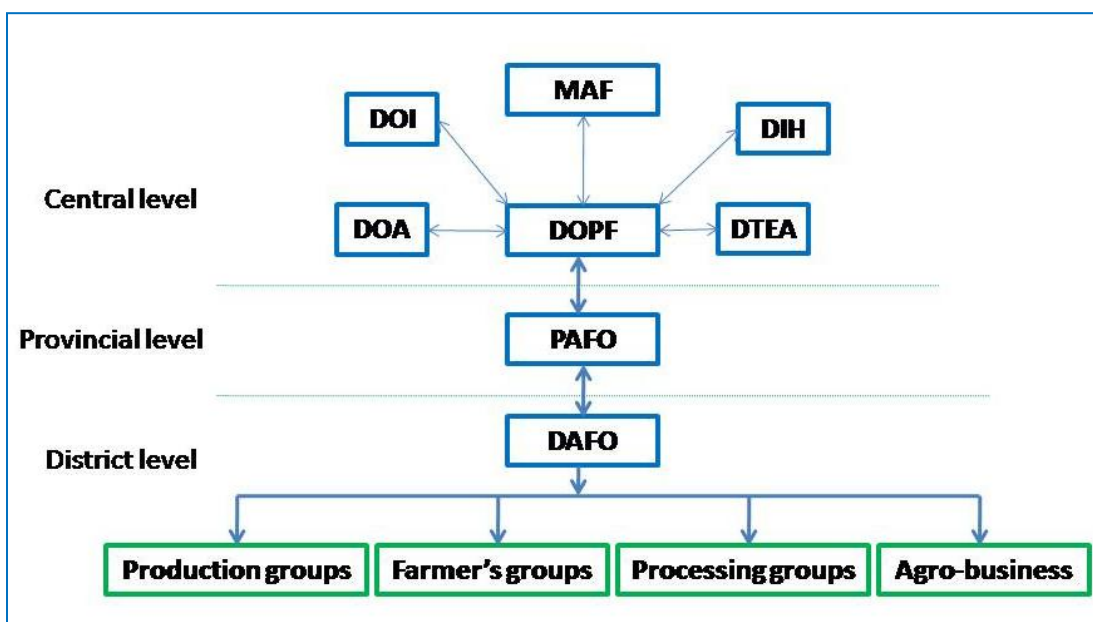 MAF
DOI
DIH
Central level
DOA
DOPF
DTEA
Provincial level
PAFO
DAFO
District level
Production groups
Farmer's groups
Processing groups
Agro-business